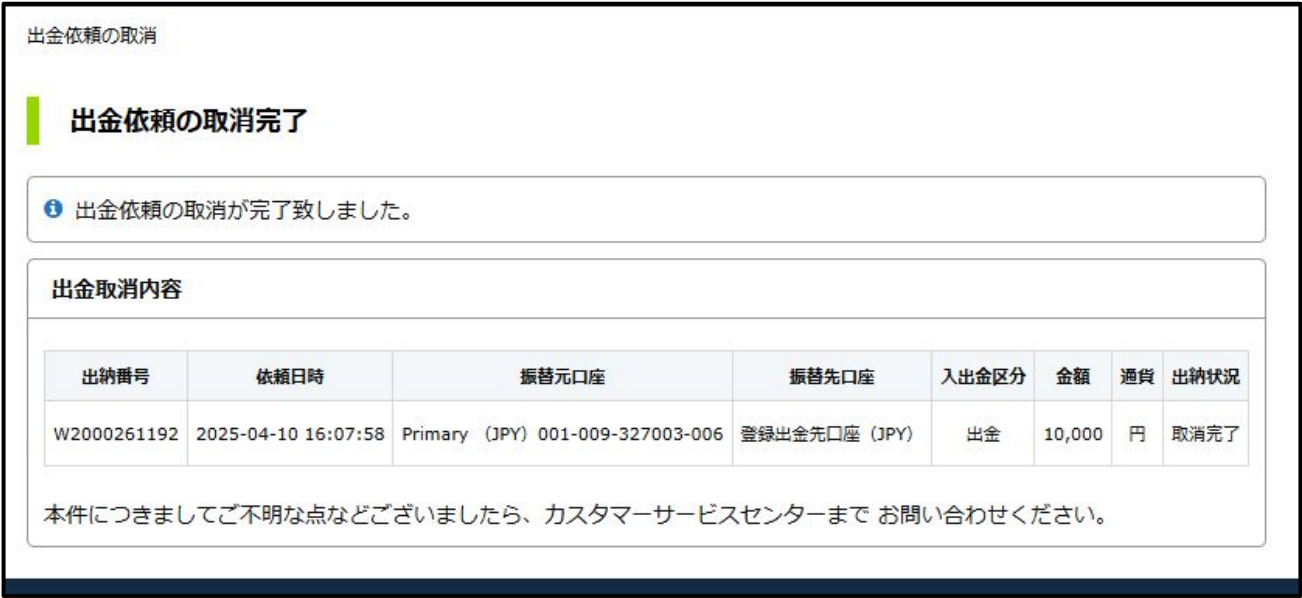 出金依頼の取消
出金依頼の取消完了
出金依頼の取消が完了致しました。
出金取消内容
出納番号 依頼日時 振替元口座 振替先口座 入出金区分 金額 通貨 出納状況
W2000261192 2025-04-10 16:07:58 Primary （JPY）001-009-327003-006 登録出金先口座（JPY） 出金 10,000 円 取消完了
本件につきましてご不明な点などございましたら、カスタマーサービスセンターまで お問い合わせください。